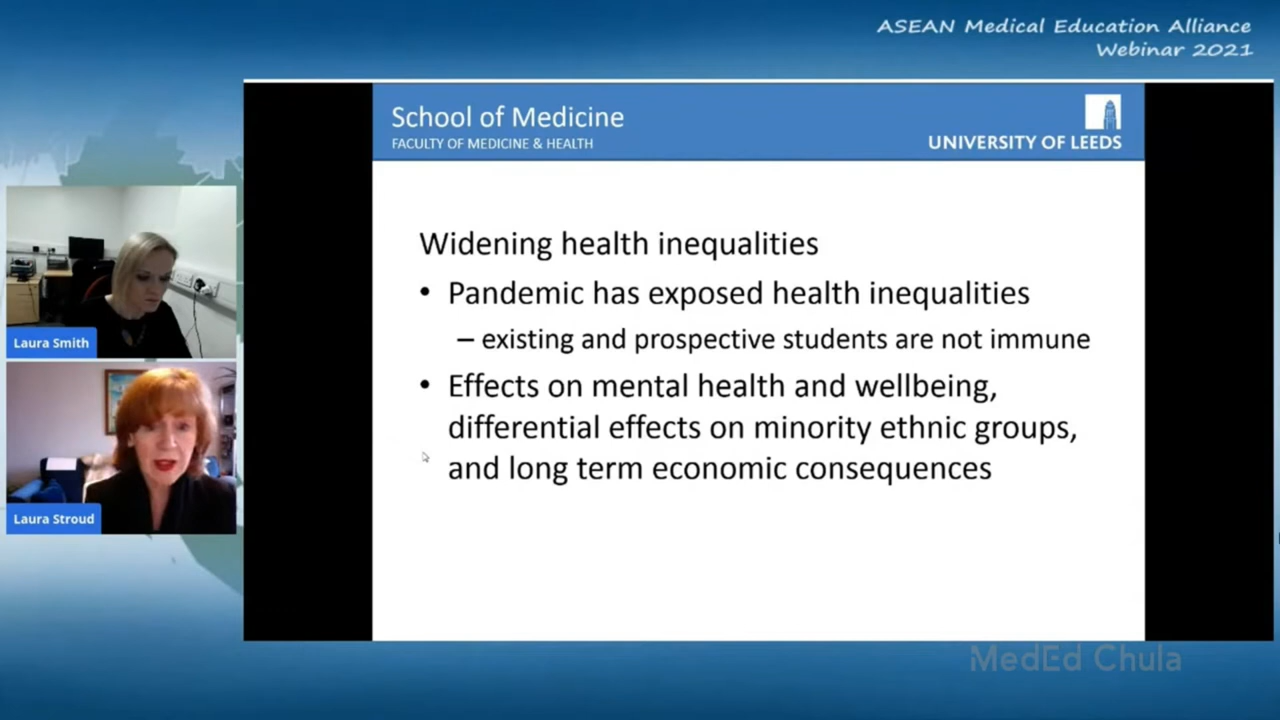 ASEAN Medical Education Alliance
Webinar 2021
School of Medicine
FACULTY OF MEDICINE & HEALTH
UNIVERSITY OF LEEDS
Widening health inequalities
• Pandemic has exposed health inequalities
– existing and prospective students are not immune
• Effects on mental health and wellbeing,
differential effects on minority ethnic groups,
and long term economic consequences
Laura Smith
Laura Stroud
MedEd Chula